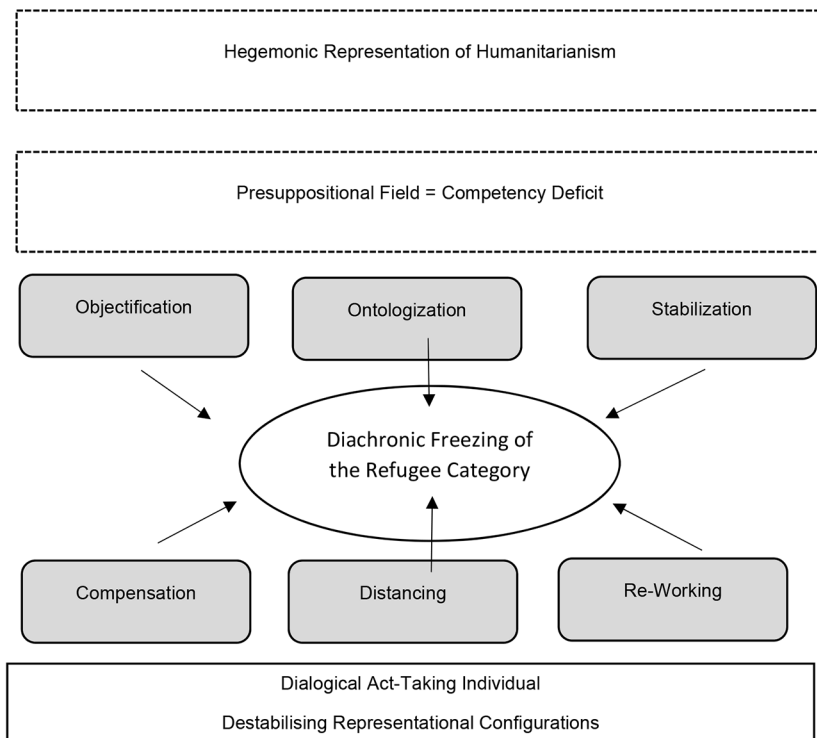 Hegemonic Representation of Humanitarianism
Presuppositional Field = Competency Deficit
Objectification
Ontologization
Stabilization
Diachronic Freezing of
the Refugee Category
Compensation
Distancing
Re-Working
Dialogical Act-Taking Individual
Destabilising Representational Configurations